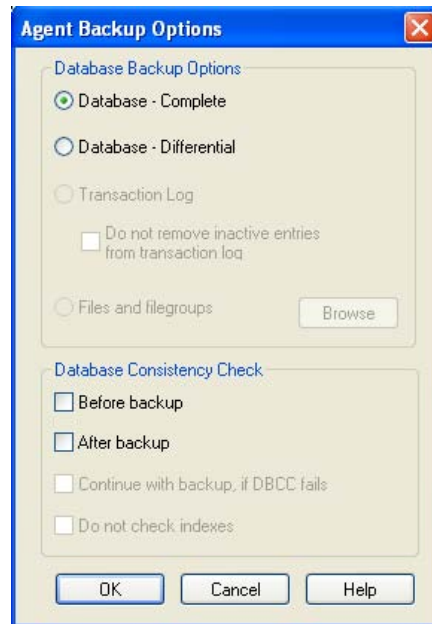 Agent Backup Options
Database Backup Options
Database - Complete
Database - Differential
Transaction Log
Do not remove inactive entries
from transaction log
Files and filegroups
Browse
Database Consistency Check
Before backup
After backup
Continue with backup, if DBCC fails
Do not check indexes
OK
Cancel
Help